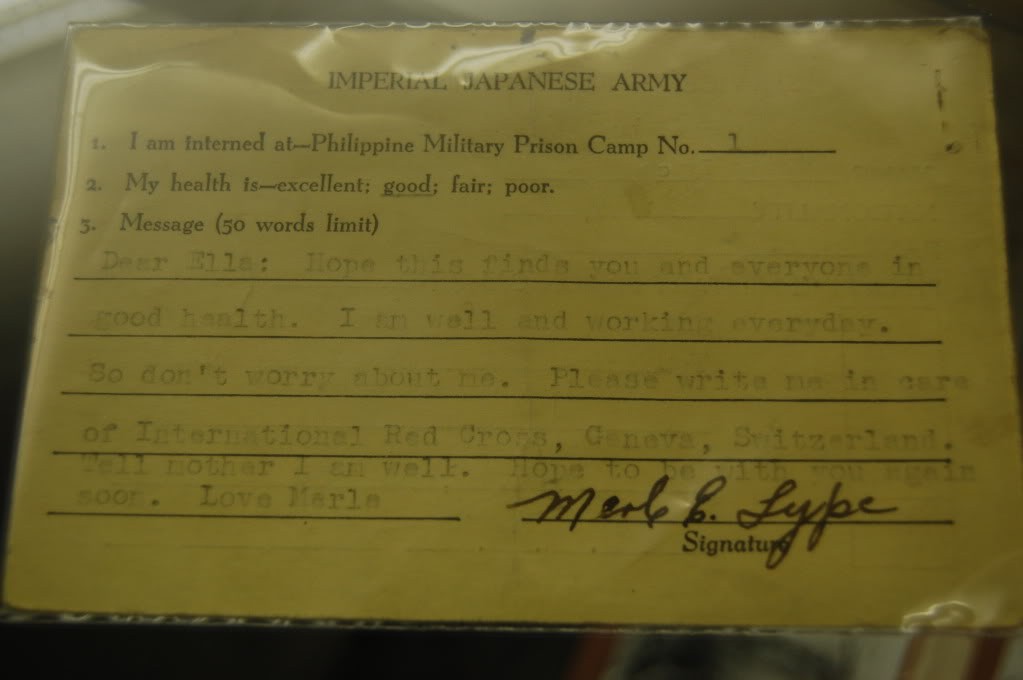 IMPERIAL JAPANESE ARMY
1. I am interned at—Philippine Military Prison Camp No. 1
2. My health is—excellent; good; fair; poor.
3. Message (50 words limit)
Dear Ella: Hope this finds you and everyone in
good health. I am well and working everyday.
So don't worry about me. Please write me in care
of International Red Cross, Geneva, Switzerland.
Tell mother I am well. Hope to be with you again
soon. Love Merle
Merle E. Lype
Signature